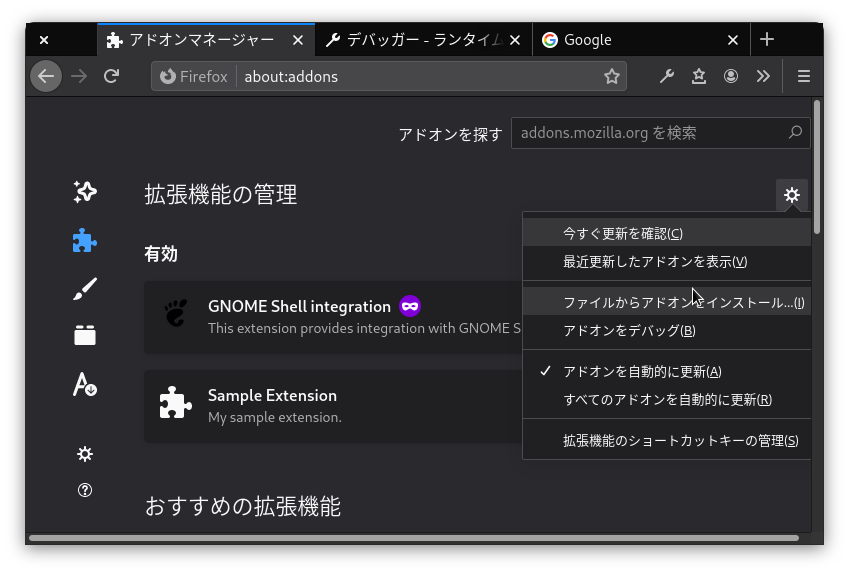 アドオンマネージャー
デバッガー - ランタイム
Google
Firefox
about:addons
アドオンを探す
addons.mozilla.org を検索
拡張機能の管理
今すぐ更新を確認(C)
最近更新したアドオンを表示(V)
ファイルからアドオンをインストール...(I)
アドオンをデバッグ(B)
アドオンを自動的に更新(A)
すべてのアドオンを自動的に更新(R)
拡張機能のショートカットキーの管理(S)
有効
GNOME Shell integration
This extension provides integration with GNOME S
Sample Extension
My sample extension.
おすすめの拡張機能